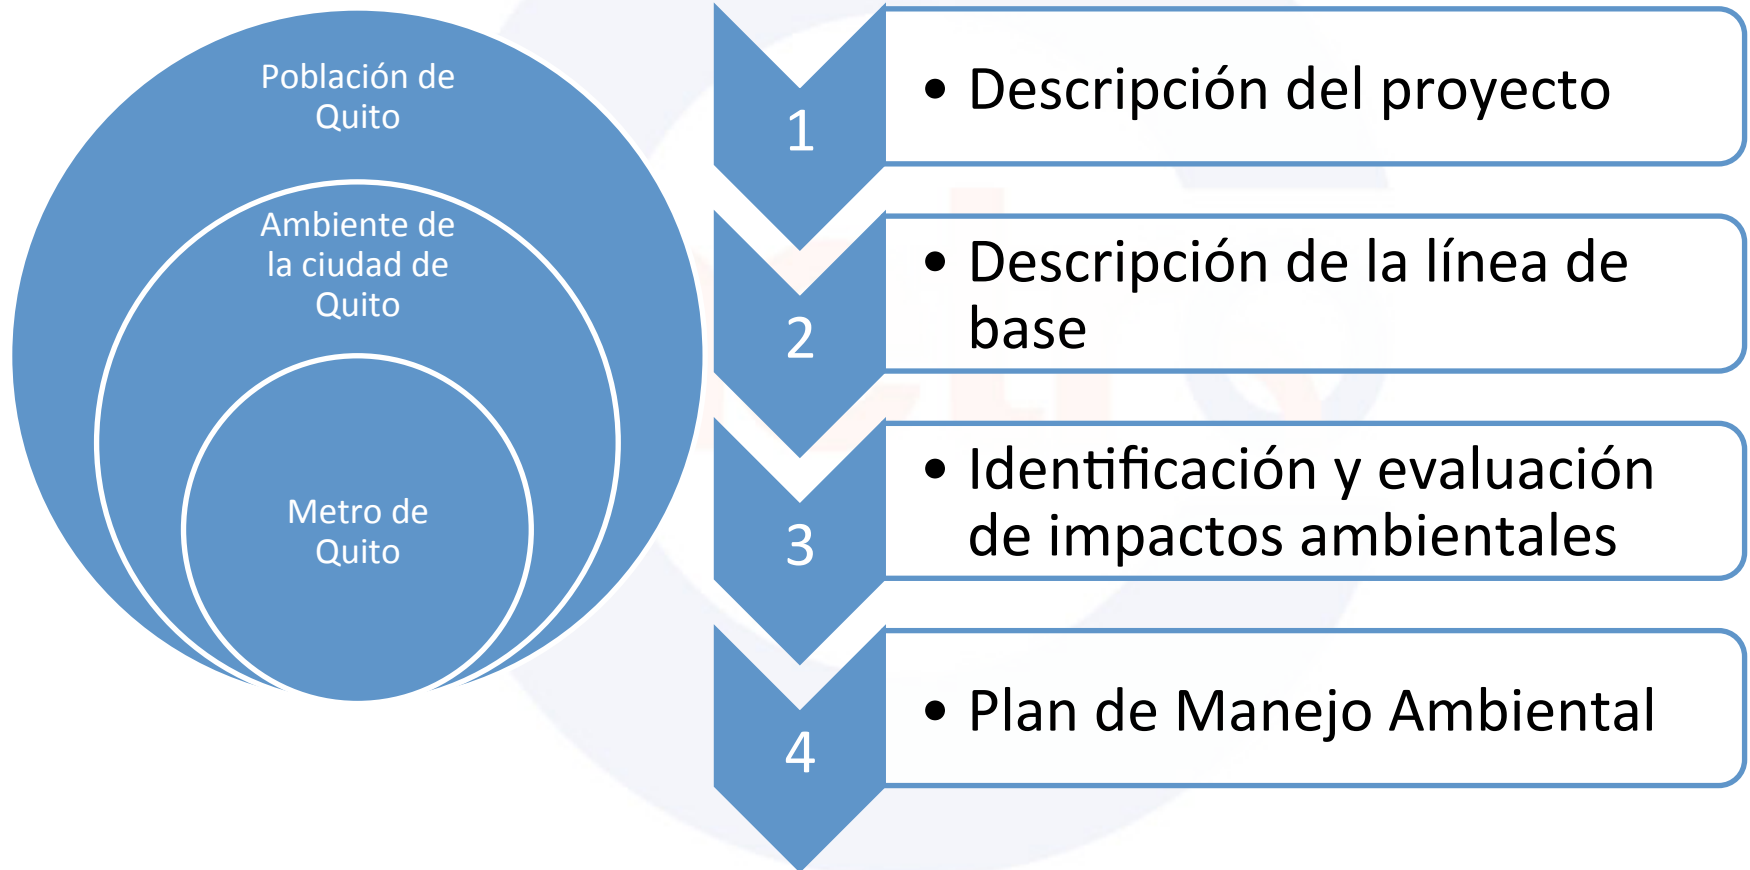 Población de
Quito
Ambiente de
la ciudad de
Quito
Metro de
Quito
1
• Descripción del proyecto
2
• Descripción de la línea de
base
3
• Identificación y evaluación
de impactos ambientales
4
• Plan de Manejo Ambiental